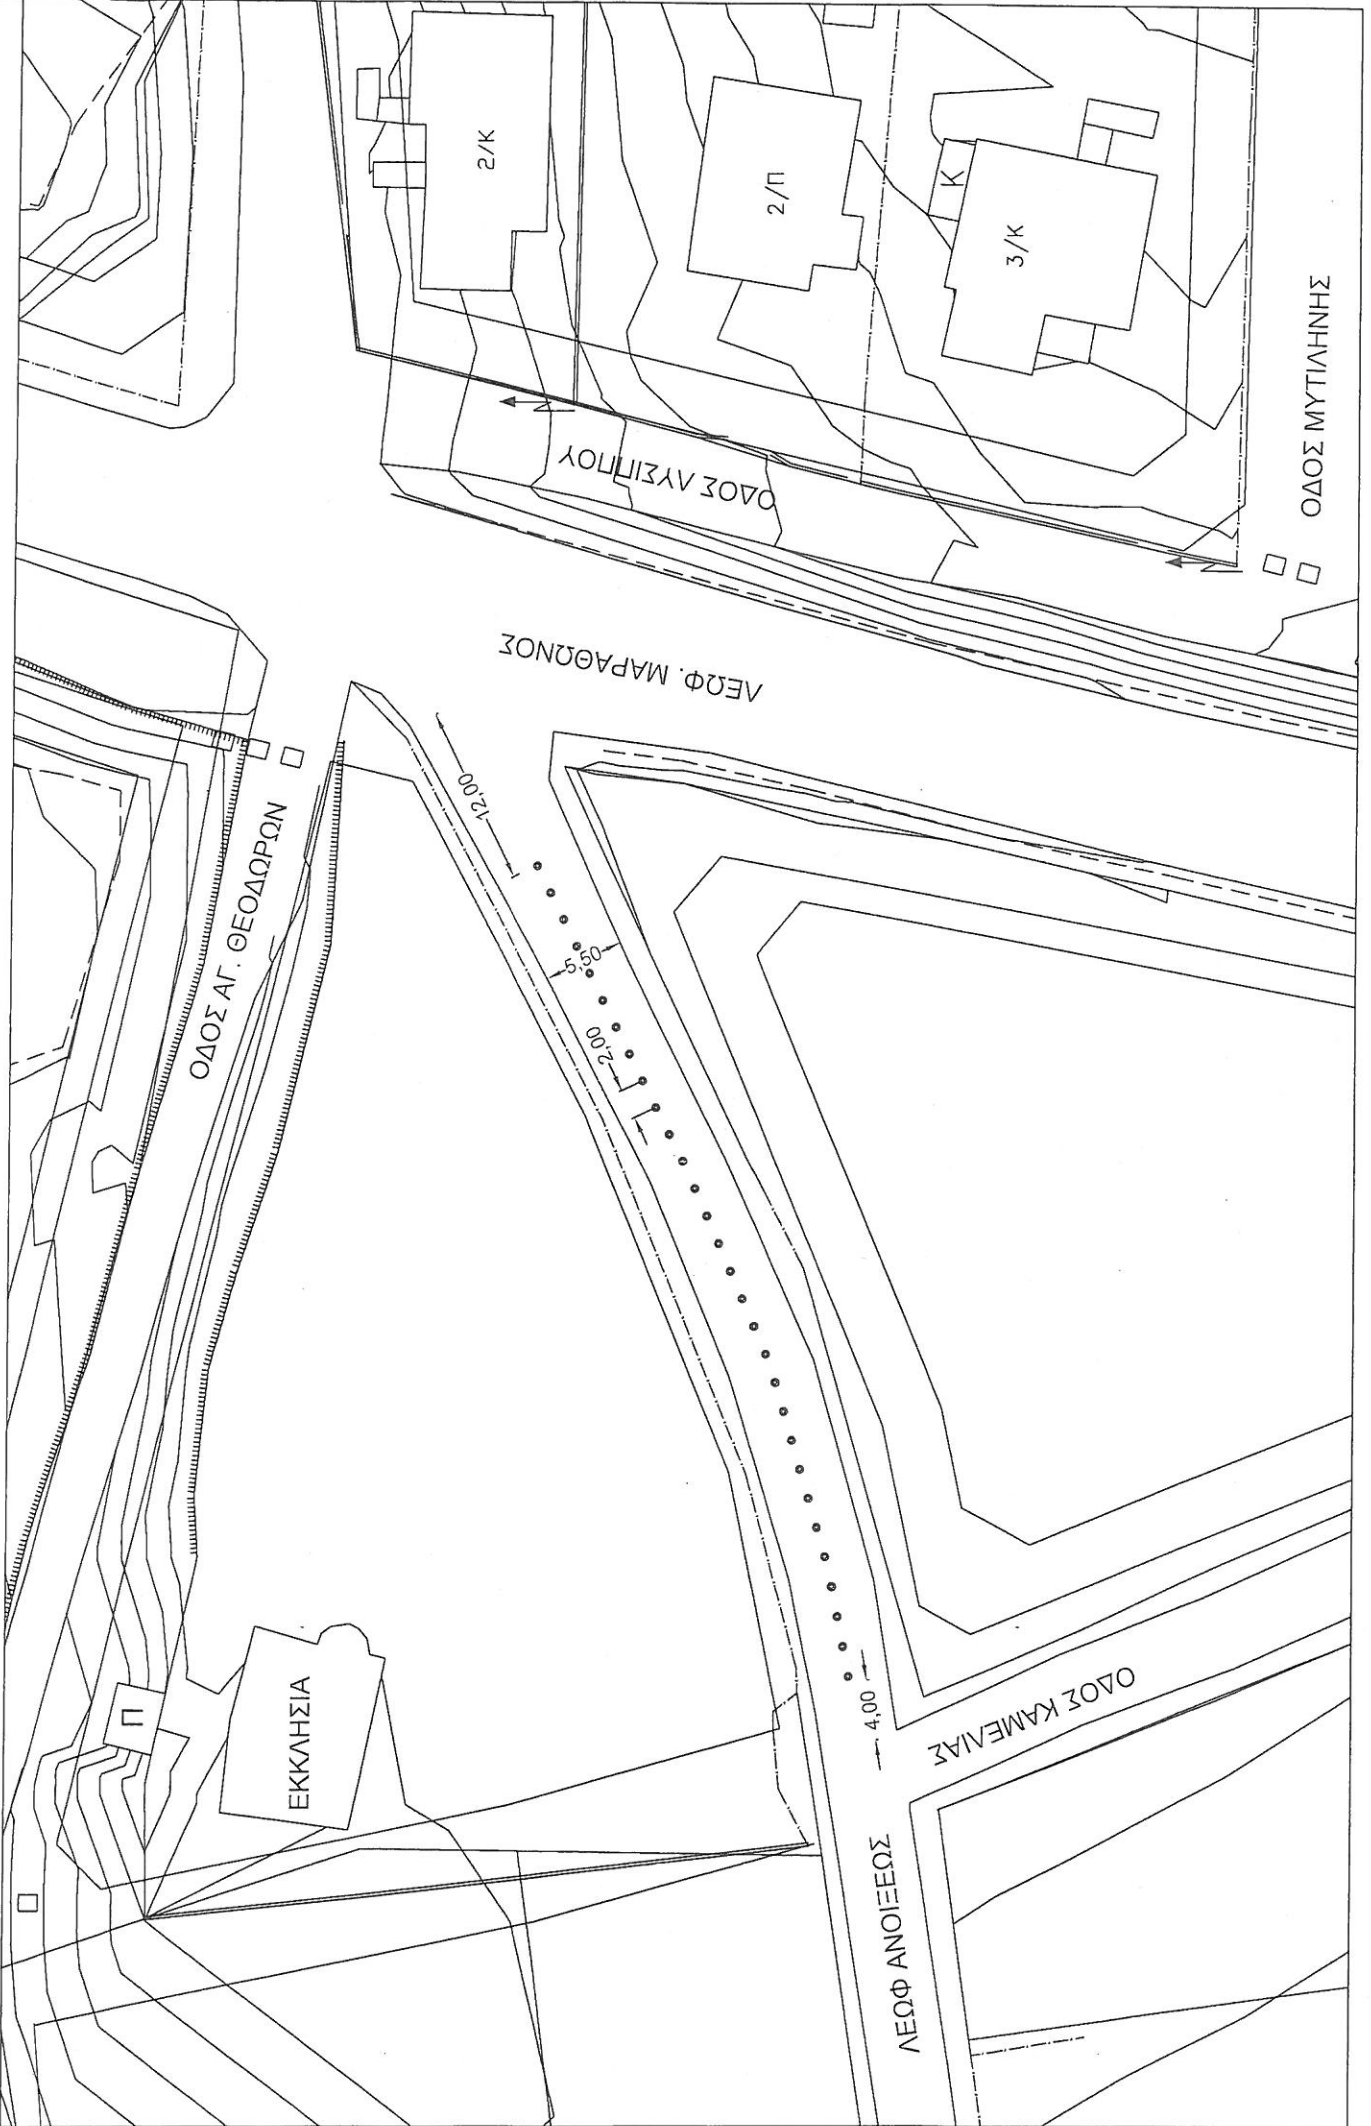 2/Κ
2/Π
Κ
3/Κ
ΟΔΟΣ ΜΥΤΙΛΗΝΗΣ
ΟΔΟΣ ΛΥΣΙΠΠΟΥ
ΛΕΩΦ. ΜΑΡΑΘΩΝΟΣ
12,00
ΟΔΟΣ ΑΓ. ΘΕΟΔΩΡΩΝ
5,50
2,00
Π
ΕΚΚΛΗΣΙΑ
4,00
ΟΔΟΣ ΚΑΜΕΛΙΑΣ
ΛΕΩΦ ΑΝΟΙΞΕΩΣ